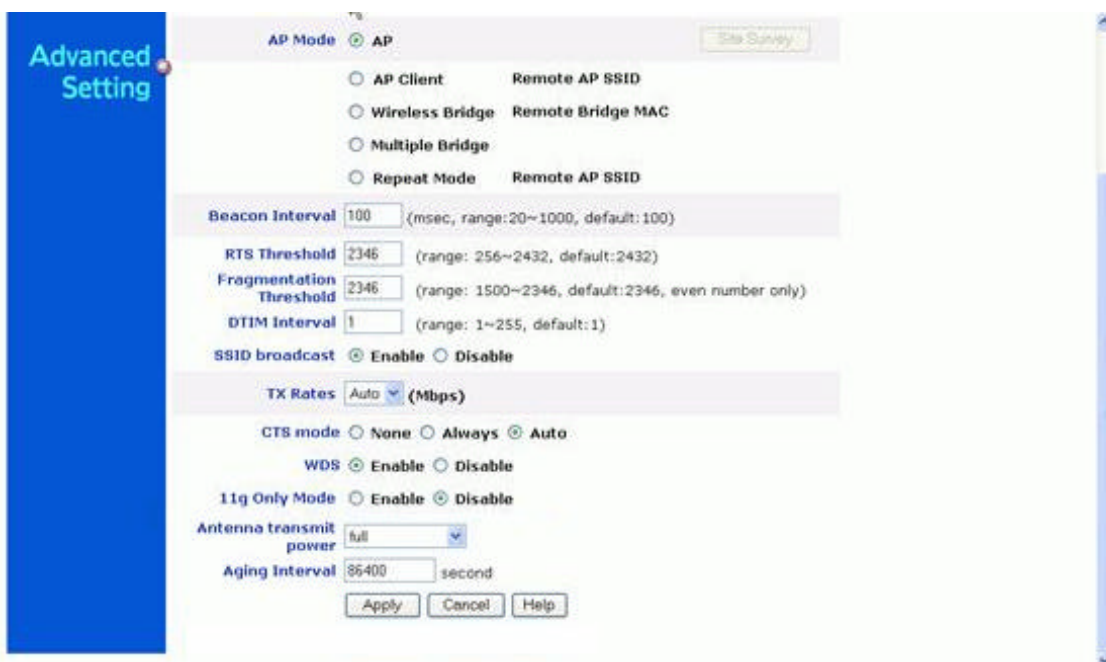 Advanced
Setting
AP Mode AP Site Survey
AP Client Remote AP SSID
Wireless Bridge Remote Bridge MAC
Multiple Bridge
Repeat Mode Remote AP SSID
Beacon Interval 100 (msec, range:20~1000, default:100)
RTS Threshold 2346 (range: 256~2432, default:2432)
Fragmentation
Threshold 2346 (range: 1500~2346, default:2346, even number only)
DTIM Interval 1 (range: 1~255, default:1)
SSID broadcast Enable Disable
TX Rates Auto (Mbps)
CTS mode None Always Auto
WDS Enable Disable
11g Only Mode Enable Disable
Antenna transmit
power full
Aging Interval 86400 second
Apply Cancel Help